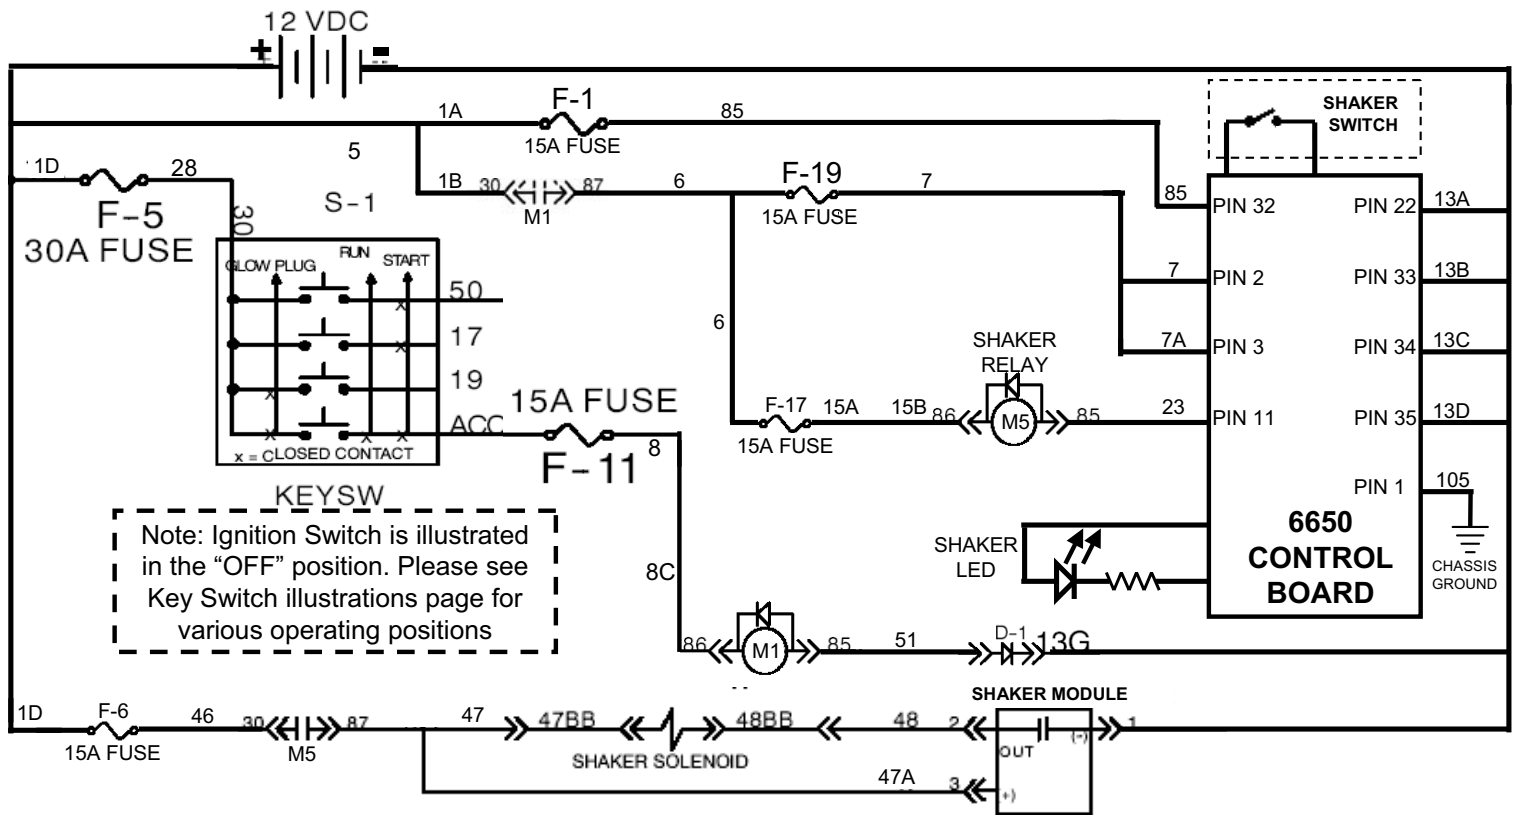 12 VDC
+
-
1A
F-1
15A FUSE
85
SHAKER
SWITCH
1D
28
F-5
30A FUSE
5
S-1
30
1B
30
87
M1
6
F-19
15A FUSE
7
85
PIN 32
PIN 22
13A
GLOW PLUG
RUN
START
50
17
19
ACC
x
x
x
x
x
x
x = CLOSED CONTACT
KEYSW
7
PIN 2
PIN 33
13B
6
7A
PIN 3
PIN 34
13C
SHAKER
RELAY
15A FUSE
F-11
8
F-17
15A FUSE
15A
15B
86
M5
85
23
PIN 11
PIN 35
13D
PIN 1
105
CHASSIS
GROUND
6650
CONTROL
BOARD
SHAKER
LED
Note: Ignition Switch is illustrated
in the “OFF” position. Please see
Key Switch illustrations page for
various operating positions
8C
86
M1
85
51
D-1
13G
1D
F-6
15A FUSE
46
30
87
M5
47
47BB
48BB
48
SHAKER SOLENOID
SHAKER MODULE
2
OUT
(-)
1
47A
3
(+)